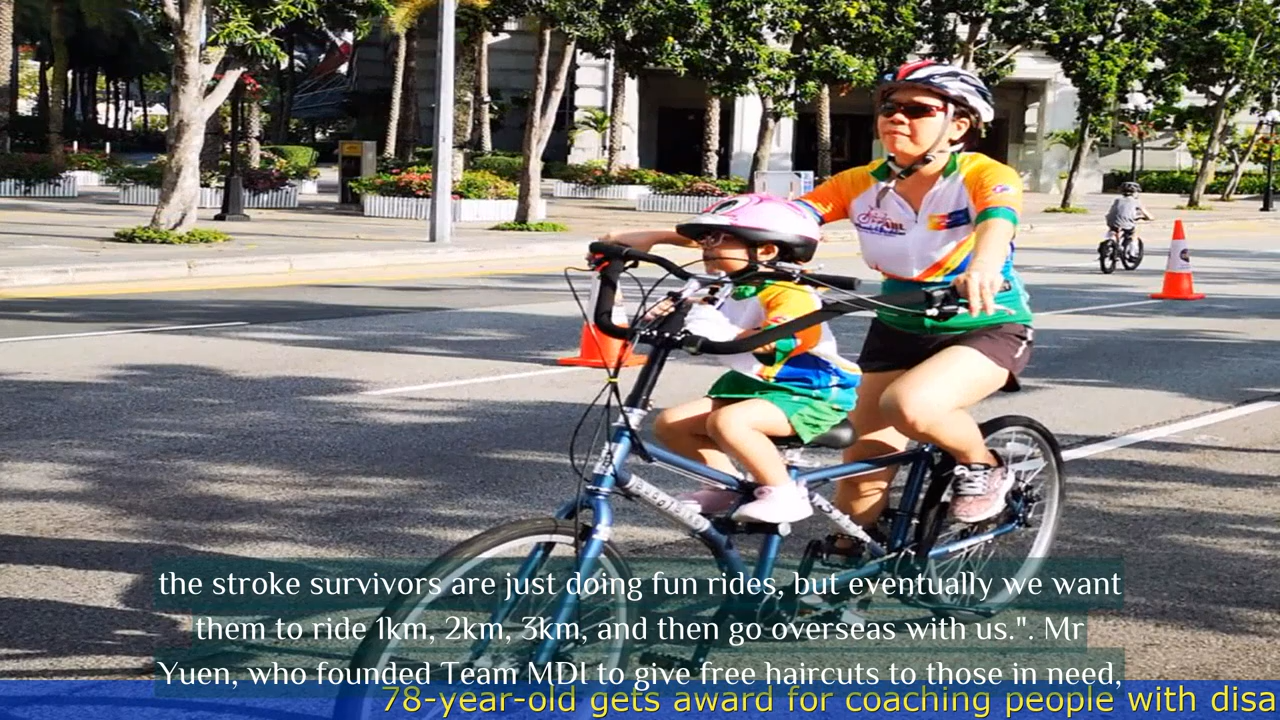 the stroke survivors are just doing fun rides, but eventually we want
them to ride 1km, 2km, 3km, and then go overseas with us.". Mr
Yuen, who founded Team MDI to give free haircuts to those in need,
78-year-old gets award for coaching people with disa